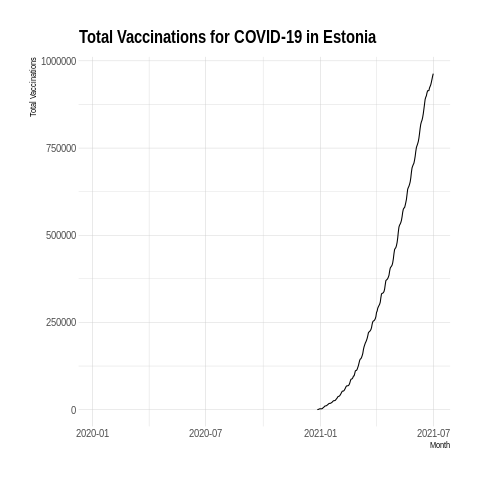 Total Vaccinations for COVID-19 in Estonia
Total Vaccinations
1000000
750000
500000
250000
0
2020-01 2020-07 2021-01 2021-07
Month